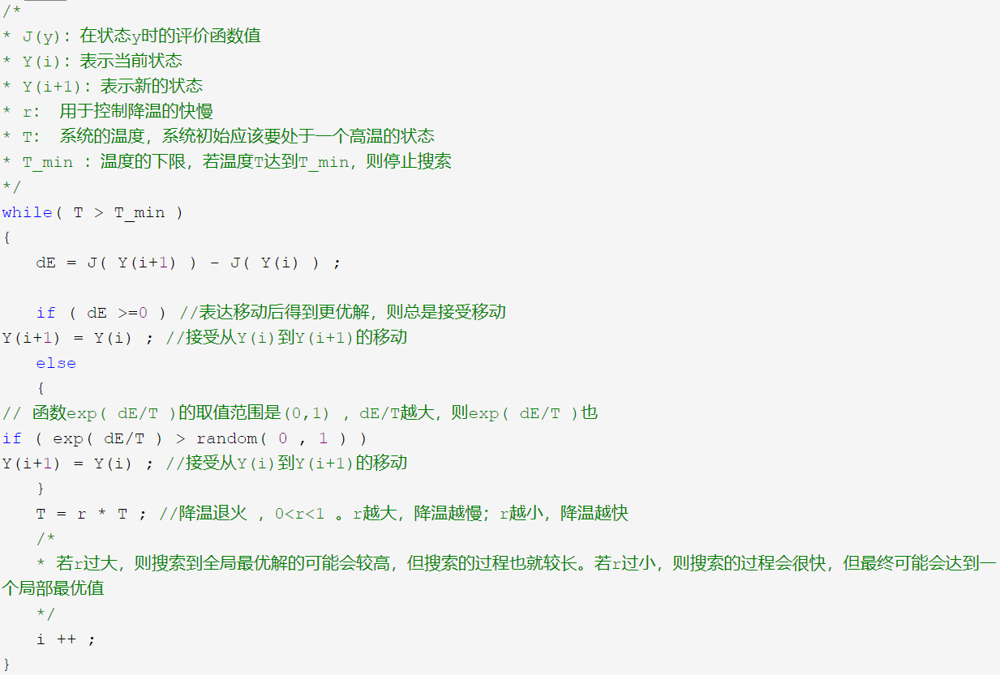 /*
* J(y): 在状态y时的评价函数值
* Y(i): 表示当前状态
* Y(i+1): 表示新的状态
* r: 用于控制降温的快慢
* T: 系统的温度，系统初始应该要处于一个高温的状态
* T_min : 温度的下限，若温度T达到T_min，则停止搜索
*/
while( T > T_min )
{
dE = J( Y(i+1) ) - J( Y(i) ) ;
if ( dE >=0 ) //表达移动后得到更优解，则总是接受移动
Y(i+1) = Y(i) ; //接受从Y(i)到Y(i+1)的移动
else
{
// 函数exp( dE/T )的取值范围是(0,1) , dE/T越大，则exp( dE/T )也
if ( exp( dE/T ) > random( 0 , 1 ) )
Y(i+1) = Y(i) ; //接受从Y(i)到Y(i+1)的移动
}
T = r * T ; //降温退火 , 0<r<1 。r越大，降温越慢；r越小，降温越快
/*
* 若r过大，则搜索到全局最优解的可能会较高，但搜索的过程也就较长。若r过小，则搜索的过程会很快，但最终可能会达到一
个局部最优值
*/
i ++ ;
}